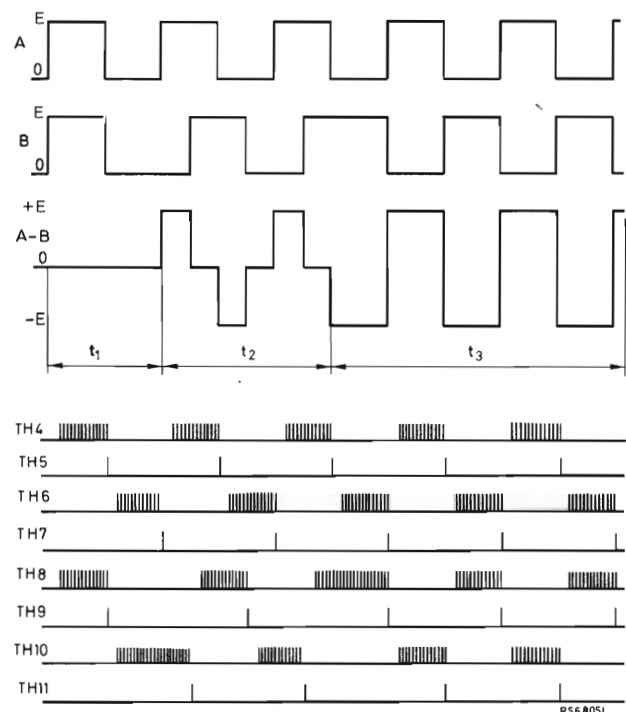 E
A
0
E
B
0
+E
A-B
0
-E
t₁ t₂ t₃
TH4
TH5
TH6
TH7
TH8
TH9
TH10
TH11
RS6805L